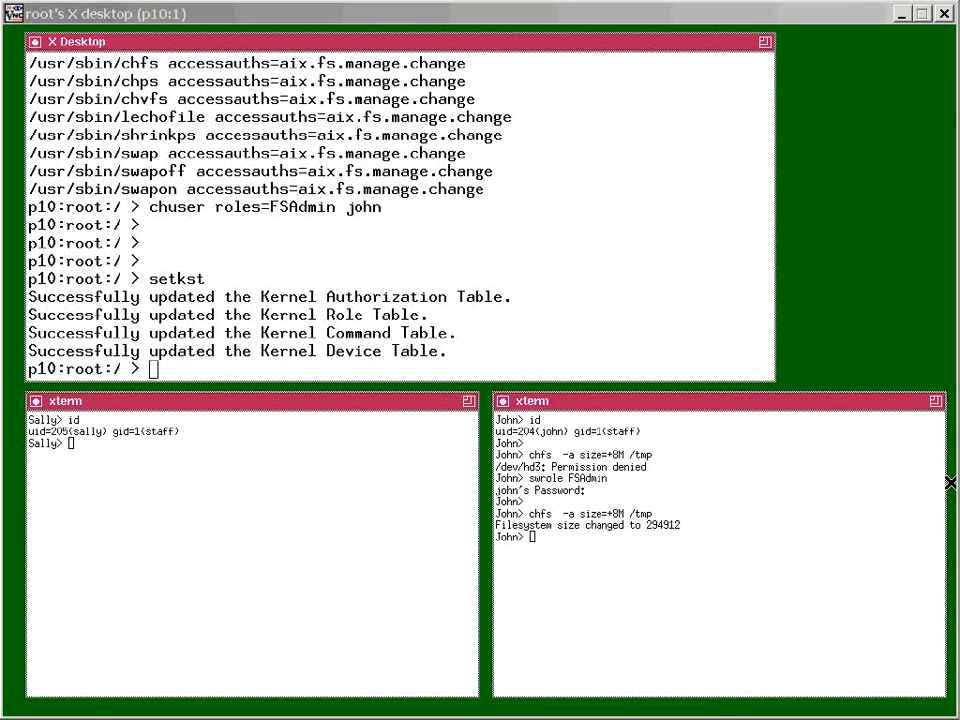 root's X desktop (p10:1)
X Desktop
/usr/sbin/chfs accessauths=aix.fs.manage.change
/usr/sbin/chps accessauths=aix.fs.manage.change
/usr/sbin/chvfs accessauths=aix.fs.manage.change
/usr/sbin/lechofile accessauths=aix.fs.manage.change
/usr/sbin/shrinkps accessauths=aix.fs.manage.change
/usr/sbin/swap accessauths=aix.fs.manage.change
/usr/sbin/swapoff accessauths=aix.fs.manage.change
/usr/sbin/swapon accessauths=aix.fs.manage.change
p10:root:/ > chuser roles=FSAdmin john
p10:root:/ >
p10:root:/ >
p10:root:/ >
p10:root:/ > setkst
Successfully updated the Kernel Authorization Table.
Successfully updated the Kernel Role Table.
Successfully updated the Kernel Command Table.
Successfully updated the Kernel Device Table.
p10:root:/ >
xterm
Sally> id
uid=205(sally) gid=1(staff)
Sally>
xterm
John> id
uid=204(john) gid=1(staff)
John>
John> chfs -a size=+8M /tmp
/dev/hd3: Permission denied
John> swrole FSAdmin
john's Password:
John>
John> chfs -a size=+8M /tmp
Filesystem size changed to 294912
John>